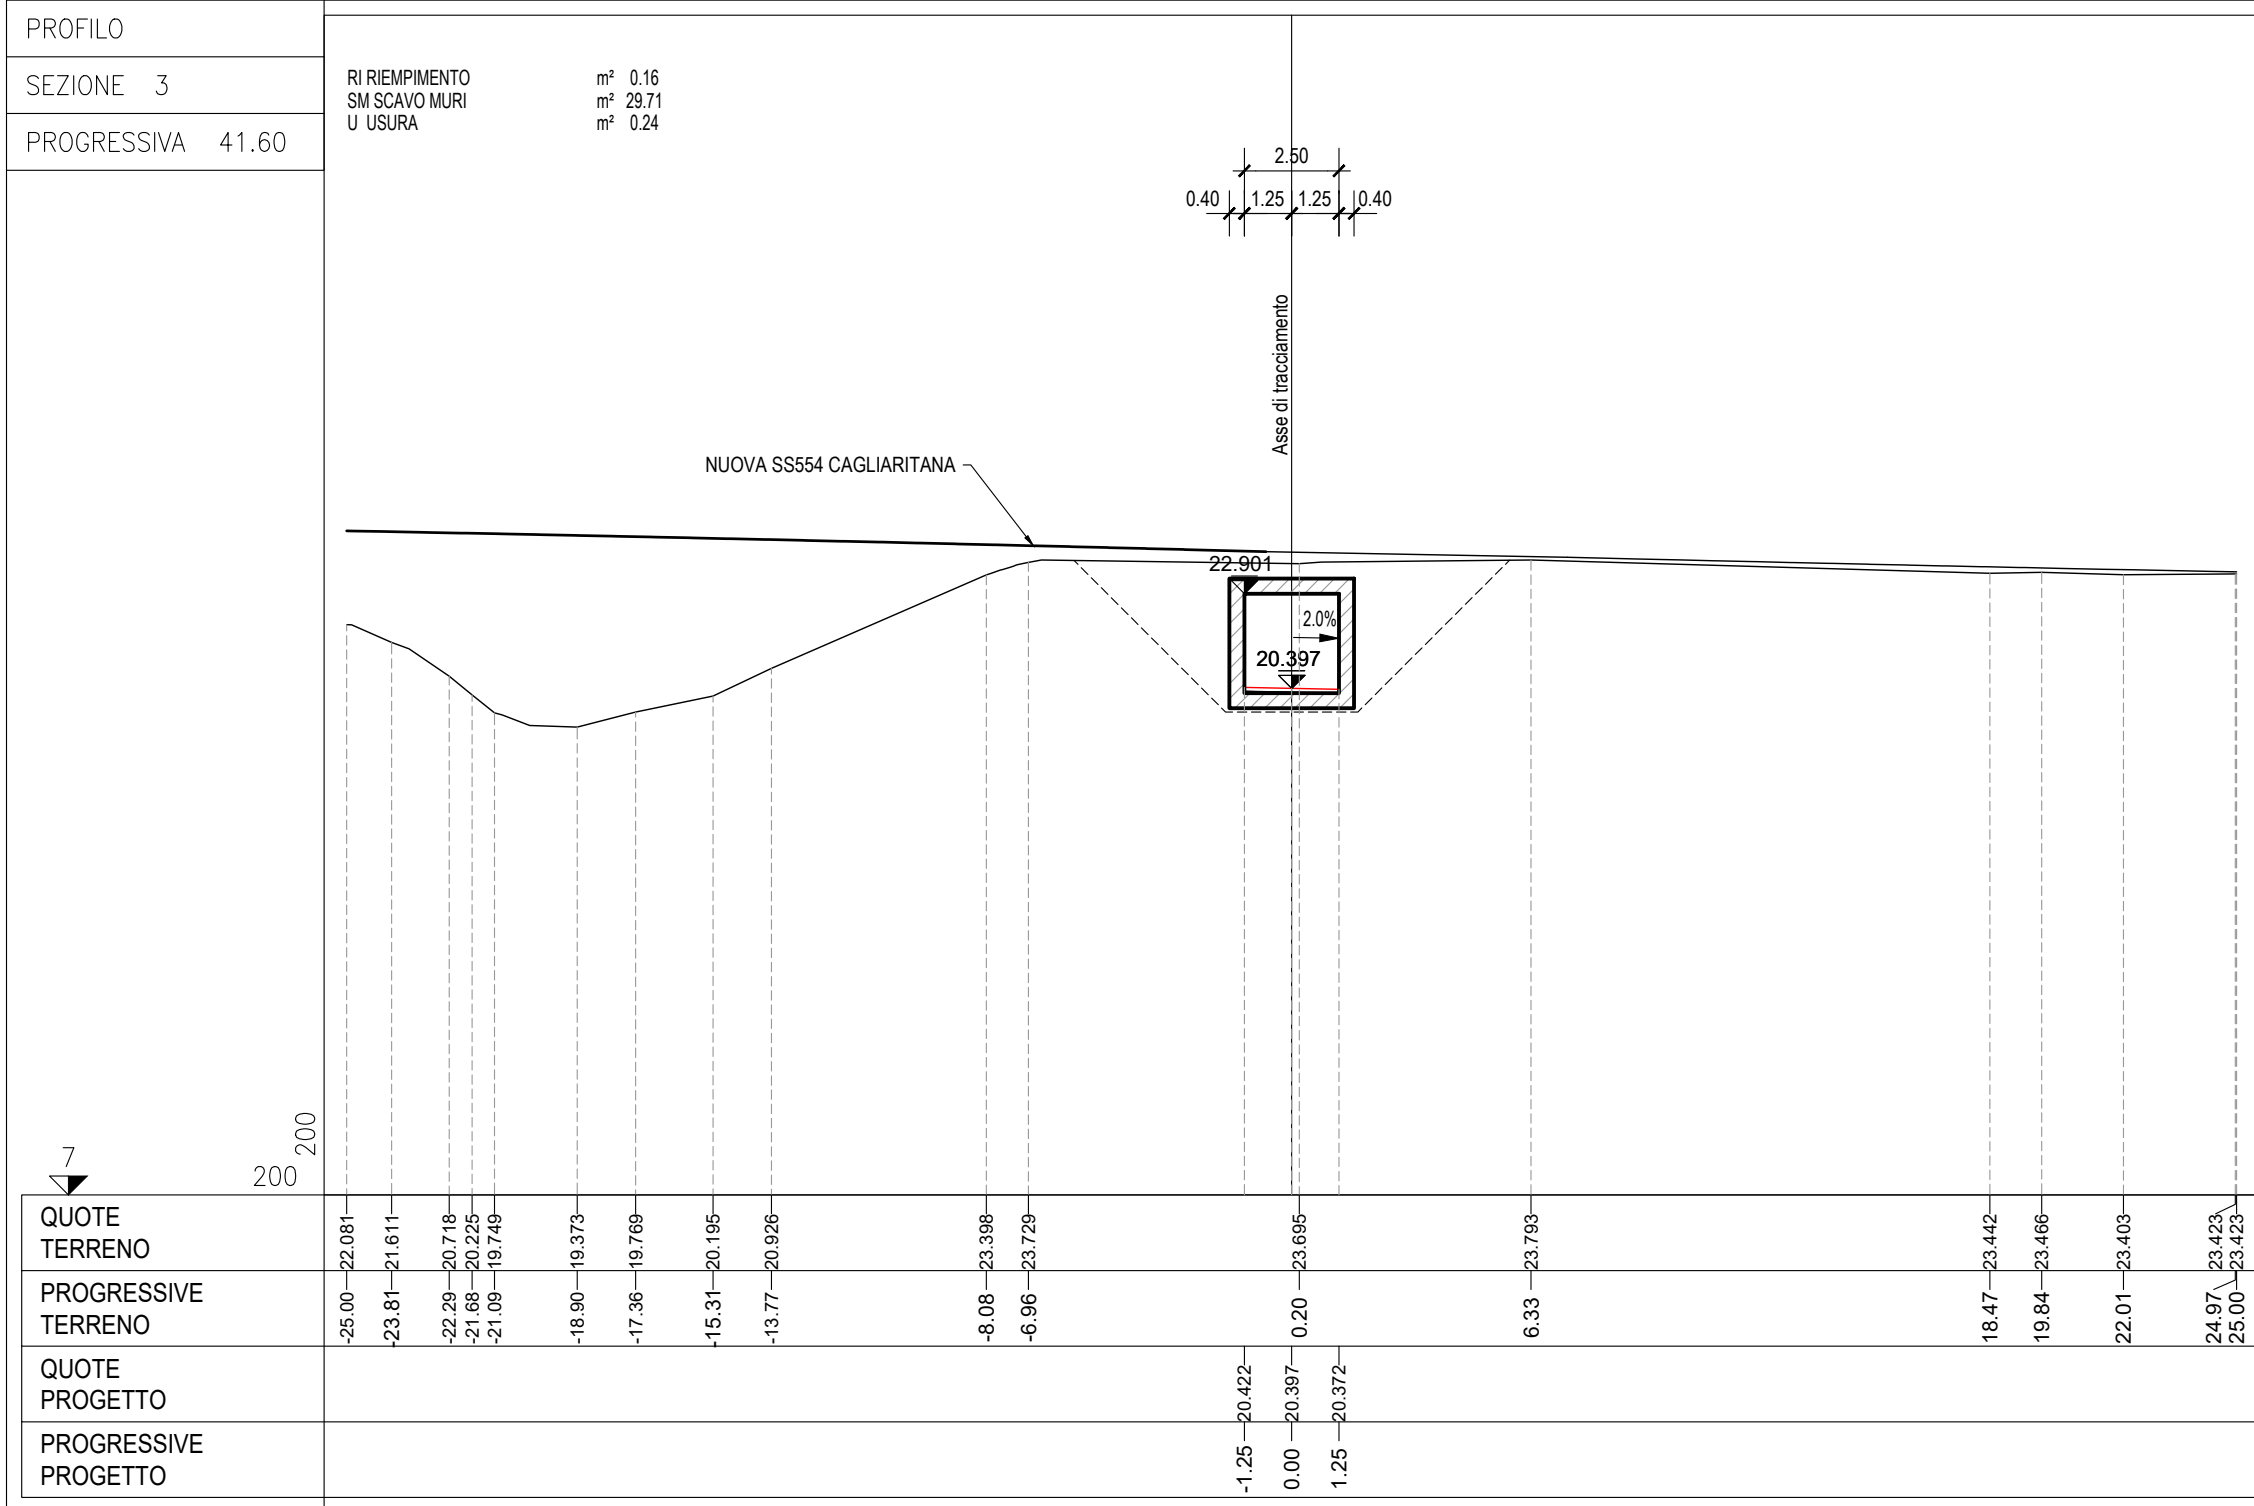 PROFILO
SEZIONE 3
PROGRESSIVA 41.60
RI RIEMPIMENTO m² 0.16
SM SCAVO MURI m² 29.71
U USURA m² 0.24
2.50
0.40 1.25 1.25 0.40
Asse di tracciamento
NUOVA SS554 CAGLIARITANA
22.901
2.0%
20.397
7
200
200
QUOTE
TERRENO
22.081 21.611 20.718 20.225 19.749 19.373 19.769 20.195 20.926 23.398 23.729 23.695 23.793 23.442 23.466 23.403 23.423 23.423
PROGRESSIVE
TERRENO
-25.00 -23.81 -22.29 -21.68 -21.09 -18.90 -17.36 -15.31 -13.77 -8.08 -6.96 0.20 6.33 18.47 19.84 22.01 24.97 25.00
QUOTE
PROGETTO
20.422 20.397 20.372
PROGRESSIVE
PROGETTO
-1.25 0.00 1.25